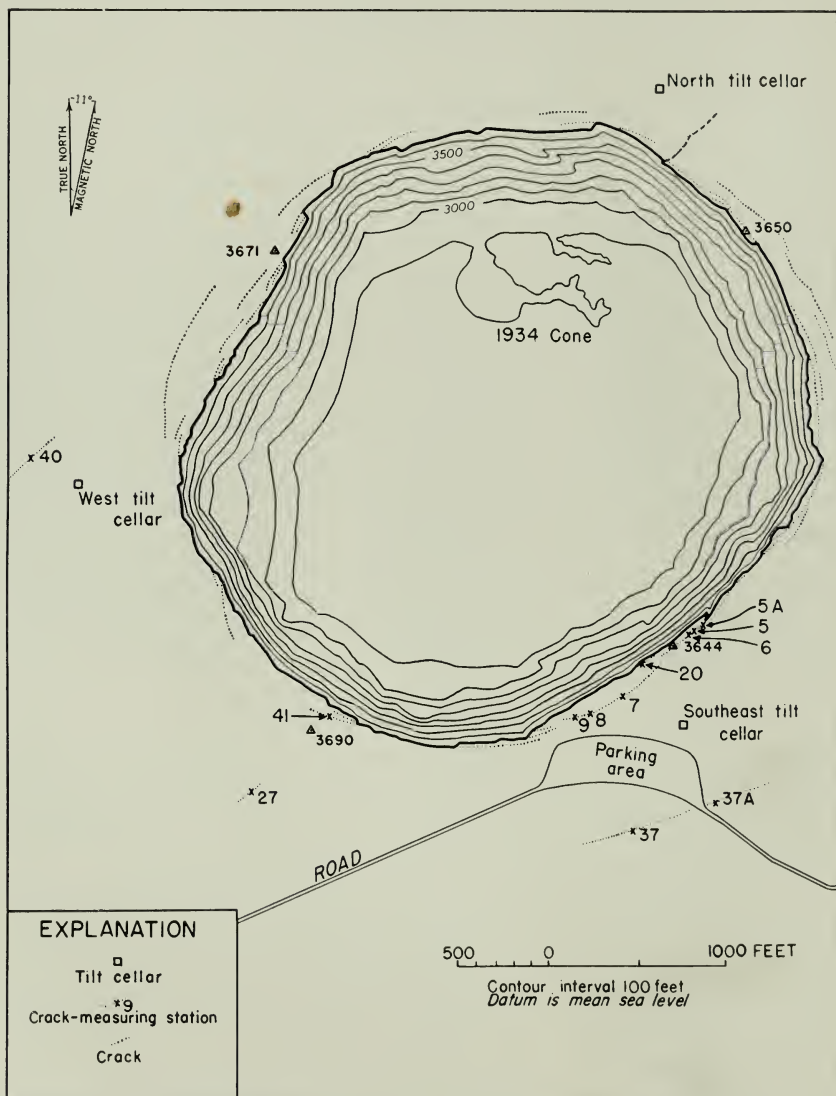 North tilt cellar
11°
TRUE NORTH
MAGNETIC NORTH
3500
3000
3650
3671
1934 Cone
40
West tilt
cellar
5A
5
3644
6
20
41
7
9
8
3690
Southeast tilt
cellar
Parking
area
27
37A
37
ROAD
EXPLANATION
Tilt cellar
x9
Crack-measuring station
Crack
500 0 1000 FEET
Contour interval 100 feet
Datum is mean sea level